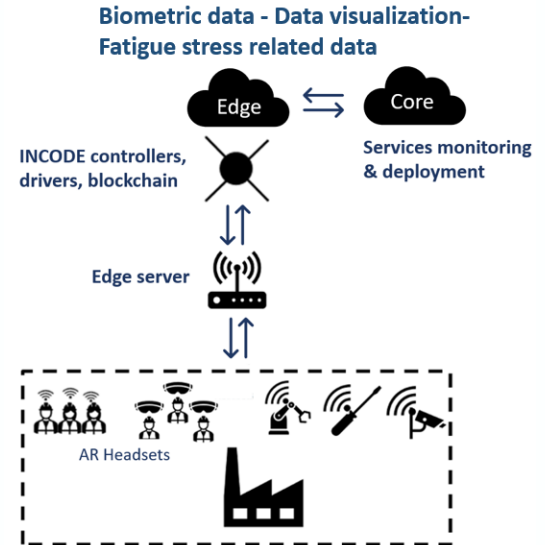 Biometric data - Data visualization-
Fatigue stress related data
Edge
Core
INCODE controllers,
drivers, blockchain
Services monitoring
& deployment
Edge server
AR Headsets